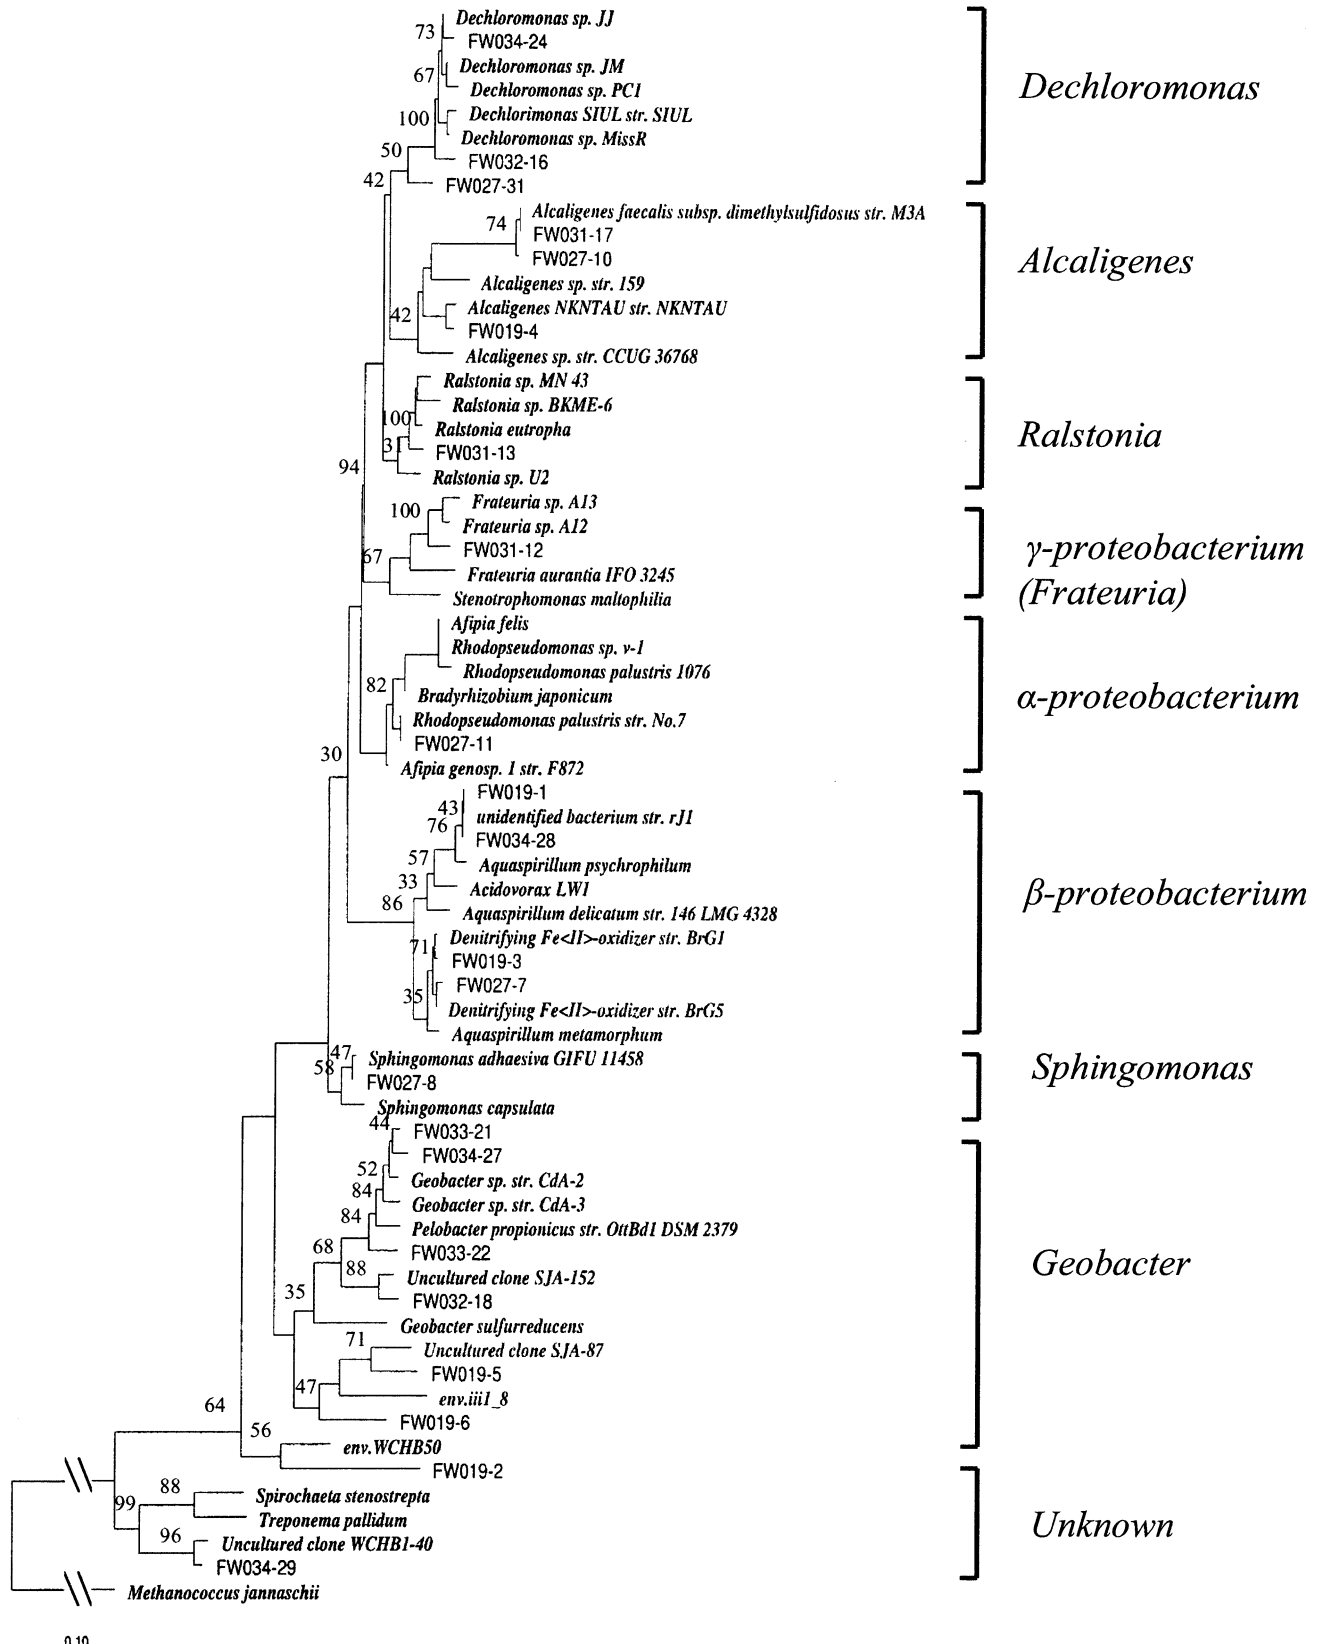 Dechloromonas sp. JJ
73
FW034-24
Dechloromonas sp. JM
67
Dechloromonas sp. PC1
Dechloromonas
Dechlorimonas SIUL str. SIUL
100
Dechloromonas sp. MissR
50
FW032-16
42
FW027-31
Alcaligenes faecalis subsp. dimethylsulfidosus str. M3A
74
FW031-17
FW027-10
Alcaligenes
Alcaligenes sp. str. 159
Alcaligenes NKNTAU str. NKNTAU
42
FW019-4
Alcaligenes sp. str. CCUG 36768
Ralstonia sp. MN 43
Ralstonia sp. BKME-6
100
Ralstonia eutropha
Ralstonia
31
FW031-13
94
Ralstonia sp. U2
Frateuria sp. A13
100
Frateuria sp. A12
FW031-12
γ-proteobacterium
(Frateuria)
67
Frateuria aurantia IFO 3245
Stenotrophomonas maltophilia
Afipia felis
Rhodopseudomonas sp. v-1
Rhodopseudomonas palustris 1076
82
Bradyrhizobium japonicum
α-proteobacterium
Rhodopseudomonas palustris str. No.7
FW027-11
30
Afipia genosp. 1 str. F872
FW019-1
43
unidentified bacterium str. rJ1
76
FW034-28
57
Aquaspirillum psychrophilum
33
Acidovorax LW1
β-proteobacterium
86
Aquaspirillum delicatum str. 146 LMG 4328
Denitrifying Fe<II>-oxidizer str. BrG1
71
FW019-3
FW027-7
35
Denitrifying Fe<II>-oxidizer str. BrG5
Aquaspirillum metamorphum
47
Sphingomonas adhaesiva GIFU 11458
58
Sphingomonas
FW027-8
Sphingomonas capsulata
44
FW033-21
FW034-27
52
Geobacter sp. str. CdA-2
84
Geobacter sp. str. CdA-3
84
Pelobacter propionicus str. OttBd1 DSM 2379
68
FW033-22
Geobacter
88
Uncultured clone SJA-152
35
FW032-18
Geobacter sulfurreducens
71
Uncultured clone SJA-87
FW019-5
47
env.iii1_8
64
FW019-6
56
env.WCHB50
FW019-2
88
Spirochaeta stenostrepta
99
Treponema pallidum
Unknown
96
Uncultured clone WCHB1-40
FW034-29
Methanococcus jannaschii
0.10